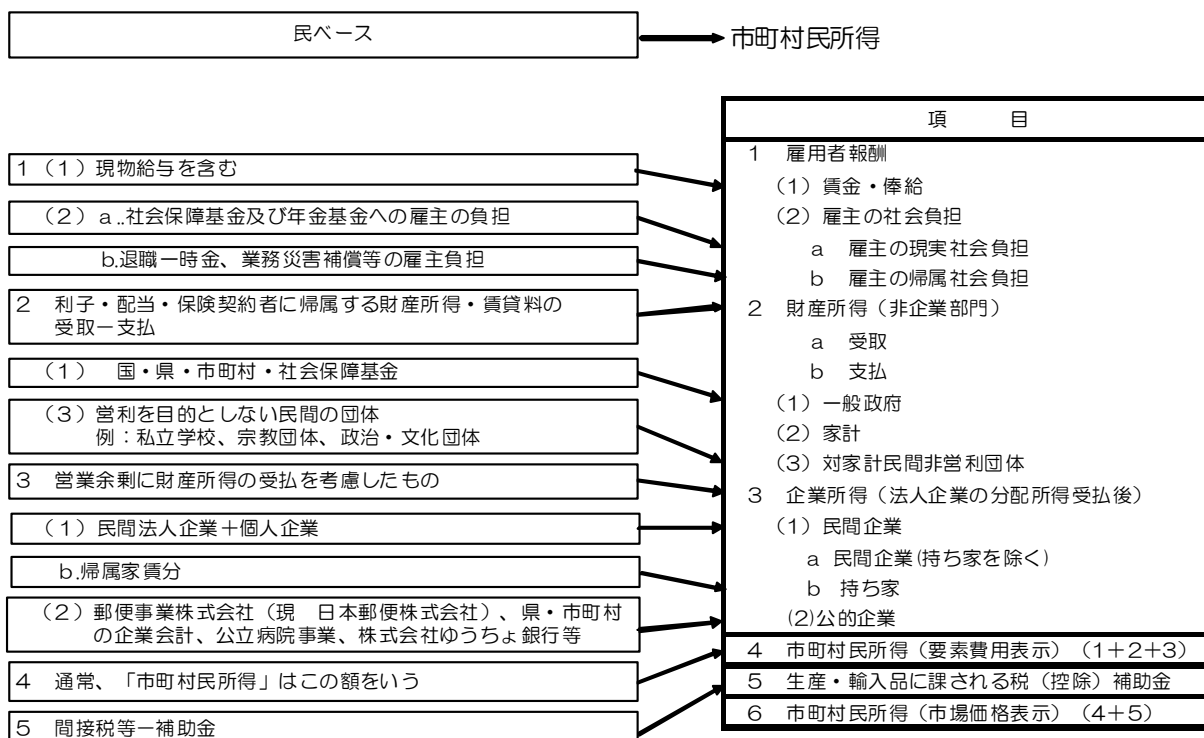 民ベース
市町村民所得
1 (1)現物給与を含む
(2)a..社会保障基金及び年金基金への雇主の負担
b.退職一時金、業務災害補償等の雇主負担
2 利子・配当・保険契約者に帰属する財産所得・賃貸料の
受取ー支払
(1) 国・県・市町村・社会保障基金
(3)営利を目的としない民間の団体
例:私立学校、宗教団体、政治・文化団体
3 営業余剰に財産所得の受払を考慮したもの
(1)民間法人企業+個人企業
b.帰属家賃分
(2)郵便事業株式会社(現 日本郵便株式会社)、県・市町村
の企業会計、公立病院事業、株式会社ゆうちょ銀行等
4 通常、「市町村民所得」はこの額をいう
5 間接税等ー補助金
項 目
1 雇用者報酬
(1)賃金・俸給
(2)雇主の社会負担
a 雇主の現実社会負担
b 雇主の帰属社会負担
2 財産所得(非企業部門)
a 受取
b 支払
(1)一般政府
(2)家計
(3)対家計民間非営利団体
3 企業所得(法人企業の分配所得受払後)
(1)民間企業
a 民間企業(持ち家を除く)
b 持ち家
(2)公的企業
4 市町村民所得(要素費用表示) (1+2+3)
5 生産・輸入品に課される税(控除)補助金
6 市町村民所得(市場価格表示) (4+5)